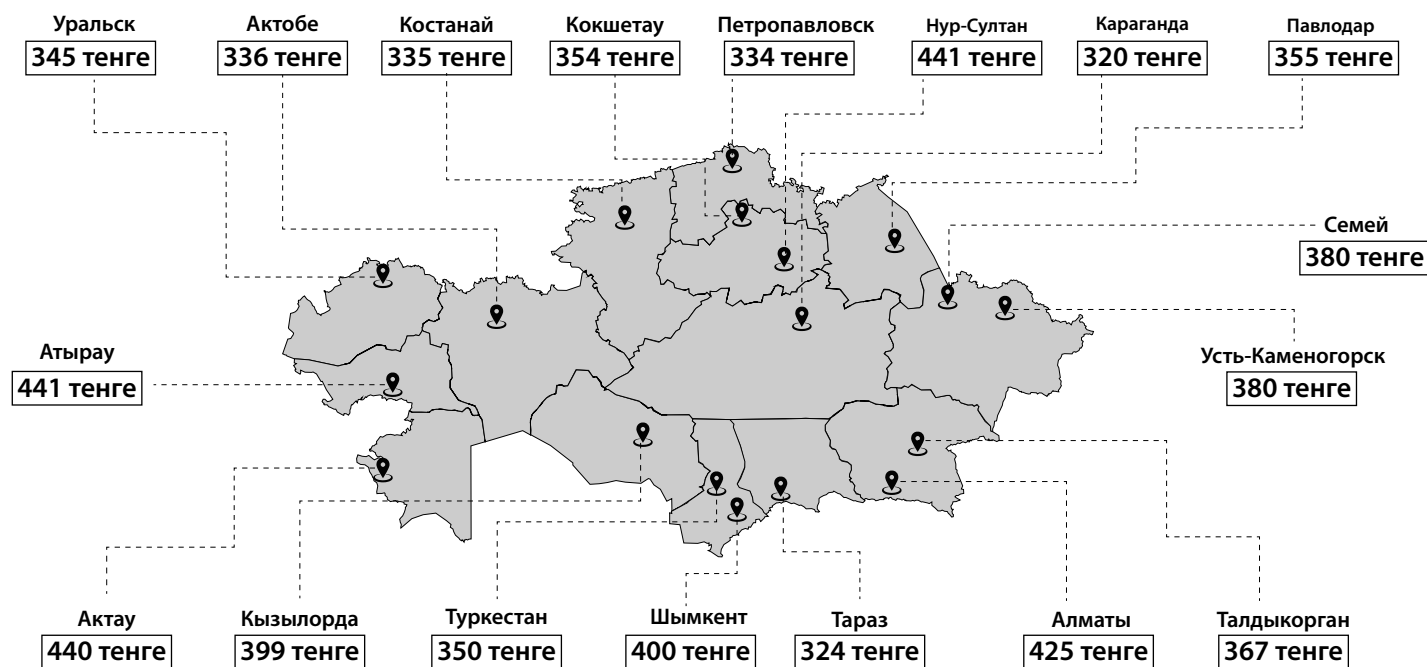 Уральск
345 тенге
Актобе
336 тенге
Костанай
335 тенге
Кокшетау
354 тенге
Петропавловск
334 тенге
Нур-Султан
441 тенге
Караганда
320 тенге
Павлодар
355 тенге
Семей
380 тенге
Атырау
441 тенге
Усть-Каменогорск
380 тенге
Актау
440 тенге
Кызылорда
399 тенге
Туркестан
350 тенге
Шымкент
400 тенге
Тараз
324 тенге
Алматы
425 тенге
Талдыкорган
367 тенге